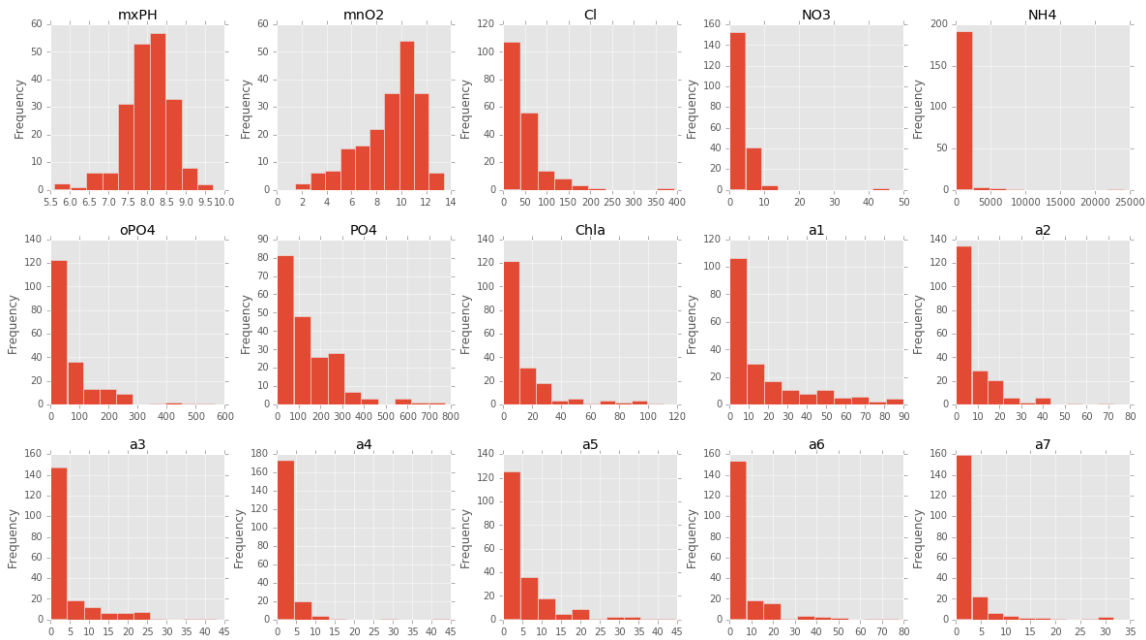 mxPH mnO2 Cl NO3 NH4
60 60 120 160 200
50 50 100 140
40 40 80 120 150
30 30 60 100 100
20 20 40 80
10 10 20 60 50
0 0 0 40 0
20
0
Frequency Frequency Frequency Frequency Frequency
5.5 6.0 6.5 7.0 7.5 8.0 8.5 9.0 9.5 10.0 2 4 6 8 10 12 14 0 50 100 150 200 250 300 350 400 0 10 20 30 40 50 0 5000 10000 15000 20000 25000
oPO4 PO4 Chla a1 a2
140 90 140 120 140
120 80 120 100 120
100 70 100 80 100
80 60 80 60 80
60 50 60 40 60
40 40 40 20 40
20 30 20 0 20
0 20 0 0
10
0
Frequency Frequency Frequency Frequency Frequency
0 100 200 300 400 500 600 0 100 200 300 400 500 600 700 800 0 20 40 60 80 100 120 0 10 20 30 40 50 60 70 80 90 0 10 20 30 40 50 60 70 80
a3 a4 a5 a6 a7
160 180 140 160 160
140 160 120 140 140
120 140 100 120 120
100 120 80 100 100
80 100 60 80 80
60 80 40 60 60
40 60 20 40 40
20 40 0 20 20
0 20 0 0
0
Frequency Frequency Frequency Frequency Frequency
0 5 10 15 20 25 30 35 40 45 0 5 10 15 20 25 30 35 40 45 0 5 10 15 20 25 30 35 40 45 0 10 20 30 40 50 60 70 80 0 5 10 15 20 25 30 35